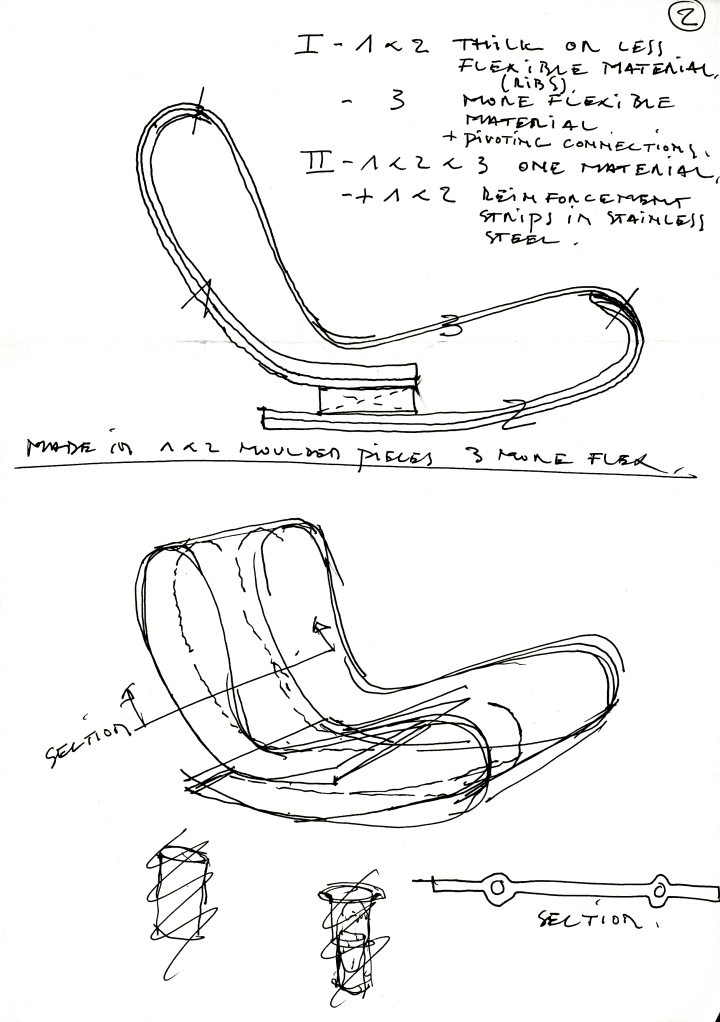 2
I - 1 & 2 THICK OR LESS
FLEXIBLE MATERIAL,
(RIBS).
- 3 MORE FLEXIBLE
MATERIAL.
+ PIVOTING CONNECTIONS.
II - 1 & 2 & 3 ONE MATERIAL,
- + 1 & 2 REINFORCEMENT
STRIPS IN STAINLESS
STEEL.
1
3
2
MADE IN 1 & 2 MOULDED PIECES 3 MORE FLEX.
SECTION
SECTION.